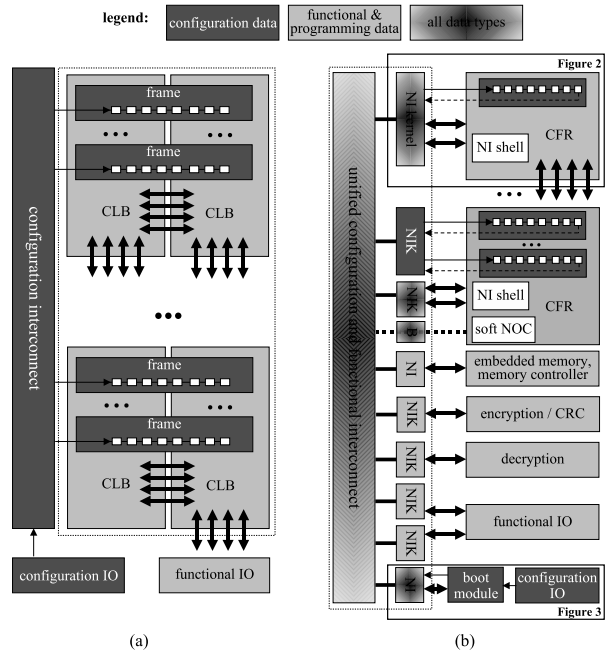 legend:
configuration data
functional &
programming data
all data types
configuration interconnect
frame
frame
CLB
CLB
frame
frame
CLB
CLB
configuration IO
functional IO
(a)
unified configuration and functional interconnect
Figure 2
NI kernel
CFR
NI shell
NIK
NIK
CFR
NI shell
B
soft NOC
NI
embedded memory,
memory controller
NIK
encryption / CRC
NIK
decryption
NIK
NIK
functional IO
NI
boot
module
configuration
IO
Figure 3
(b)